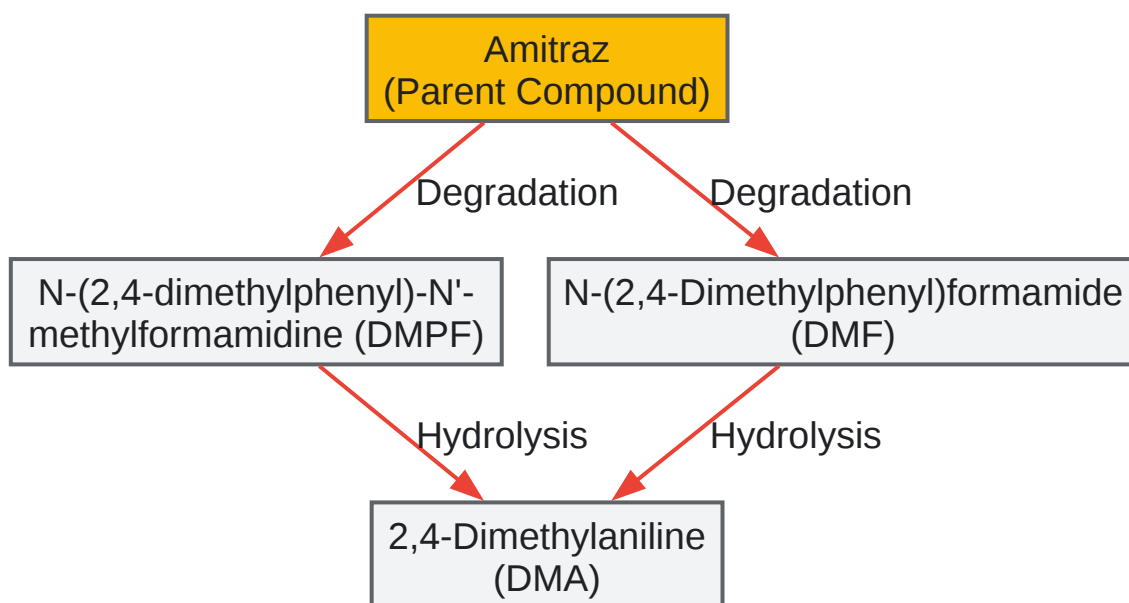 Amitraz
(Parent Compound)
Degradation
Degradation
N-(2,4-dimethylphenyl)-N'-
methylformamidine (DMPF)
N-(2,4-Dimethylphenyl)formamide
(DMF)
Hydrolysis
Hydrolysis
2,4-Dimethylaniline
(DMA)